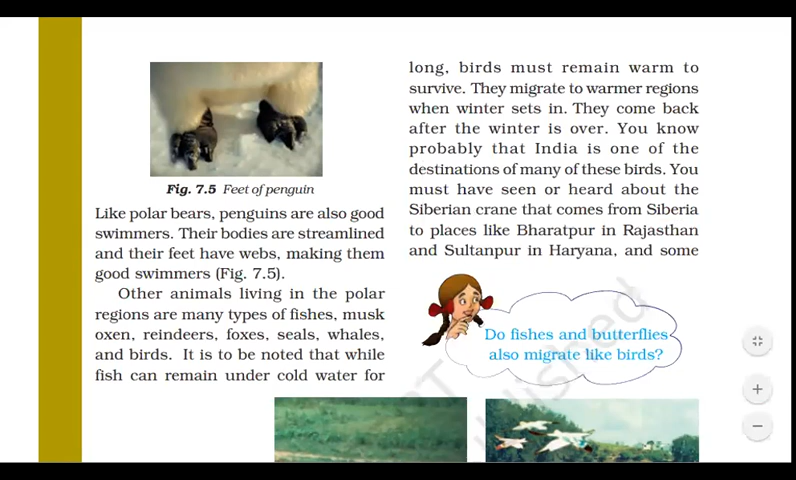 Fig. 7.5 Feet of penguin
Like polar bears, penguins are also good
swimmers. Their bodies are streamlined
and their feet have webs, making them
good swimmers (Fig. 7.5).
Other animals living in the polar
regions are many types of fishes, musk
oxen, reindeers, foxes, seals, whales,
and birds. It is to be noted that while
fish can remain under cold water for
long, birds must remain warm to
survive. They migrate to warmer regions
when winter sets in. They come back
after the winter is over. You know
probably that India is one of the
destinations of many of these birds. You
must have seen or heard about the
Siberian crane that comes from Siberia
to places like Bharatpur in Rajasthan
and Sultanpur in Haryana, and some
Do fishes and butterflies
also migrate like birds?